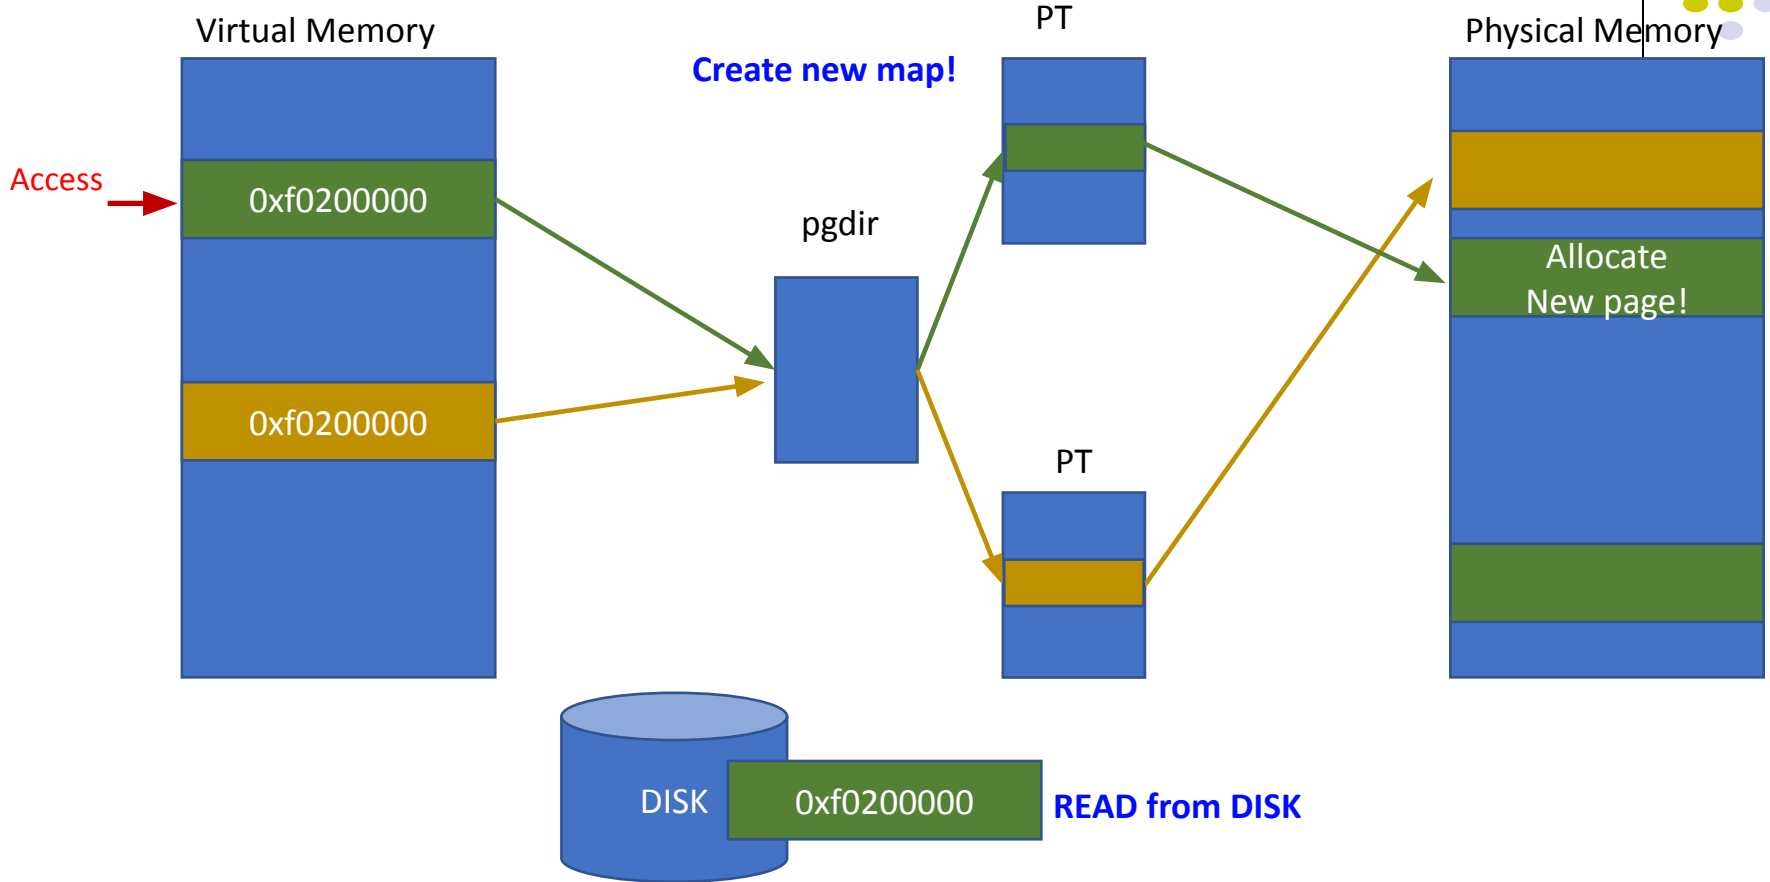 Virtual Memory
PT
Physical Memory
Create new map!
Access
0xf0200000
pgdir
Allocate
New page!
0xf0200000
PT
DISK
0xf0200000
READ from DISK